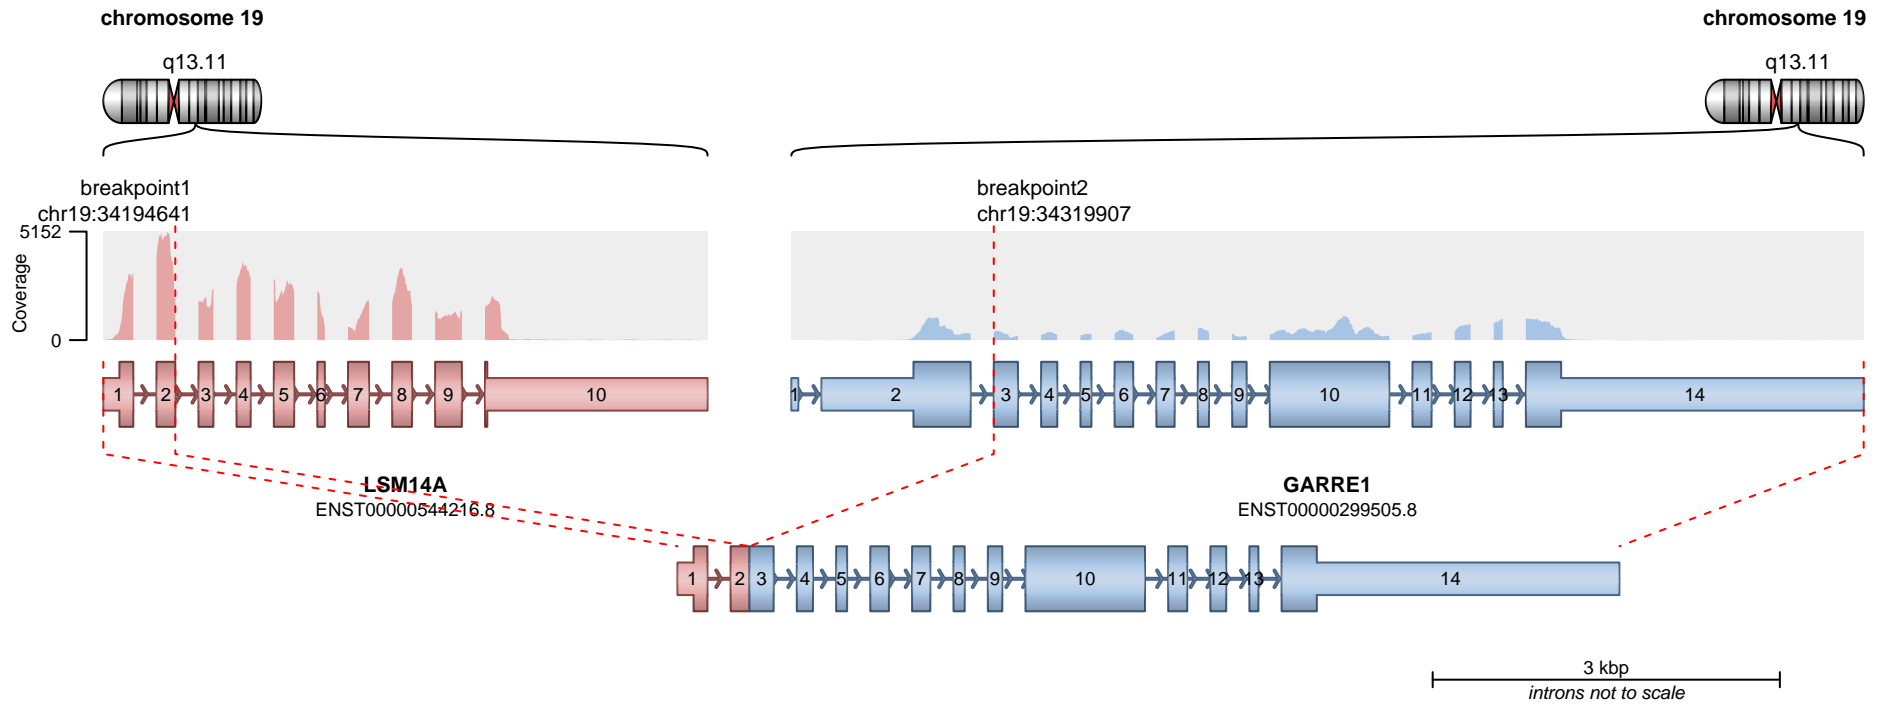 chromosome 19
chromosome 19
q13.11
q13.11
breakpoint1
chr19:34194641
breakpoint2
chr19:34319907
5152
Coverage
0
1 2 3 4 5 6 7 8 9 10
1 2 3 4 5 6 7 8 9 10 11 12 13 14
LSM14A
ENST00000544216.8
GARRE1
ENST00000299505.8
1 2 3 4 5 6 7 8 9 10 11 12 13 14
3 kbp
introns not to scale